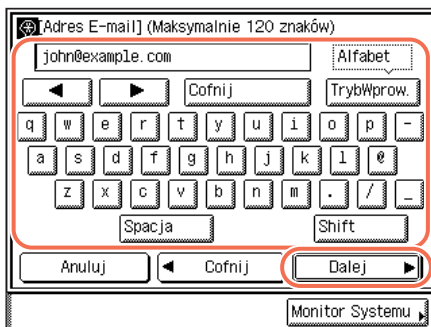 [Adres E-mail] (Maksymalnie 120 znaków)
john@example.com Alfabet
◀ ▶ Cofnij TrybWprow.
q w e r t y u i o p -
a s d f g h j k l @
z x c v b n m . / _
Spacja Shift
Anuluj ◀ Cofnij Dalej ▶
Monitor Systemu